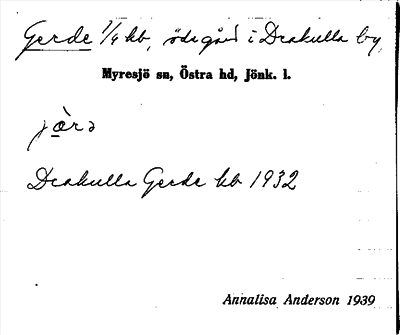 Gerde 1/4 kb, ödegård i Drakulla by,
Myresjö sn, Östra hd, Jönk. l.
jæ̀rə
Drakulla Gerde kb 1932
Annalisa Anderson 1939